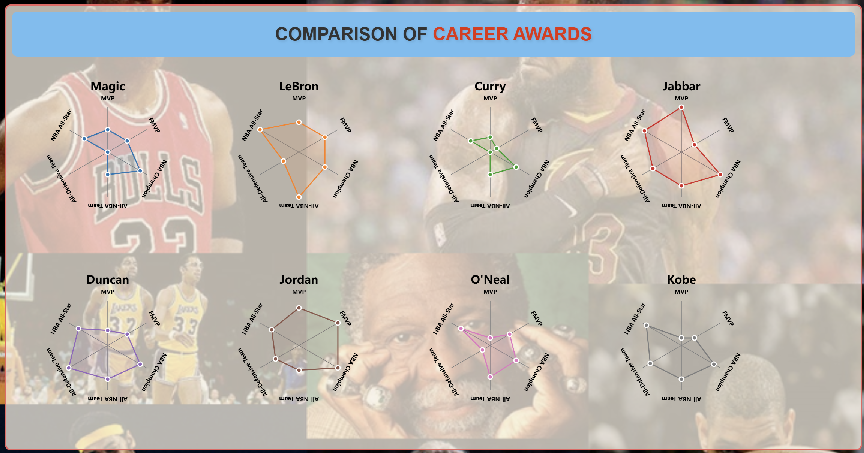 COMPARISON OF CAREER AWARDS
Magic
MVP
FMVP
NBA Champion
All-NBA Team
All-Defensive Team
NBA All-Star
LeBron
MVP
FMVP
NBA Champion
All-NBA Team
All-Defensive Team
NBA All-Star
Curry
MVP
FMVP
NBA Champion
All-NBA Team
All-Defensive Team
NBA All-Star
Jabbar
MVP
FMVP
NBA Champion
All-NBA Team
All-Defensive Team
NBA All-Star
Duncan
MVP
FMVP
NBA Champion
All-NBA Team
All-Defensive Team
NBA All-Star
Jordan
MVP
FMVP
NBA Champion
All-NBA Team
All-Defensive Team
NBA All-Star
O'Neal
MVP
FMVP
NBA Champion
All-NBA Team
All-Defensive Team
NBA All-Star
Kobe
MVP
FMVP
NBA Champion
All-NBA Team
All-Defensive Team
NBA All-Star
33